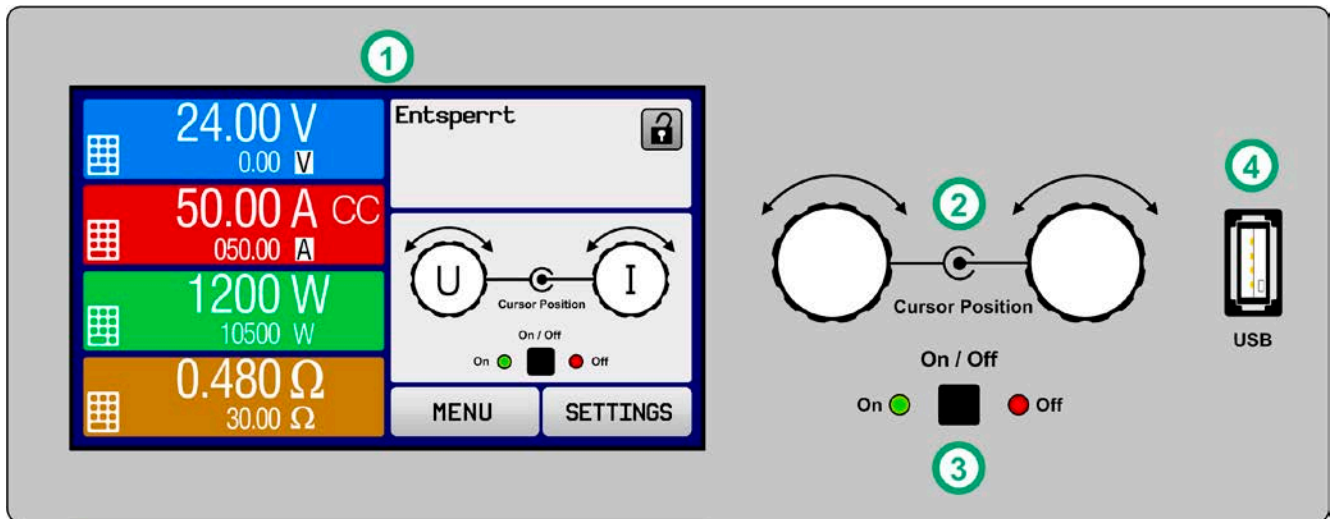 1
24.00 V
0.00 V
50.00 A CC
050.00 A
1200 W
10500 W
0.480 Ω
30.00 Ω
Entsperrt
U
I
Cursor Position
On / Off
On
Off
MENU
SETTINGS
2
Cursor Position
On / Off
On
Off
3
4
USB